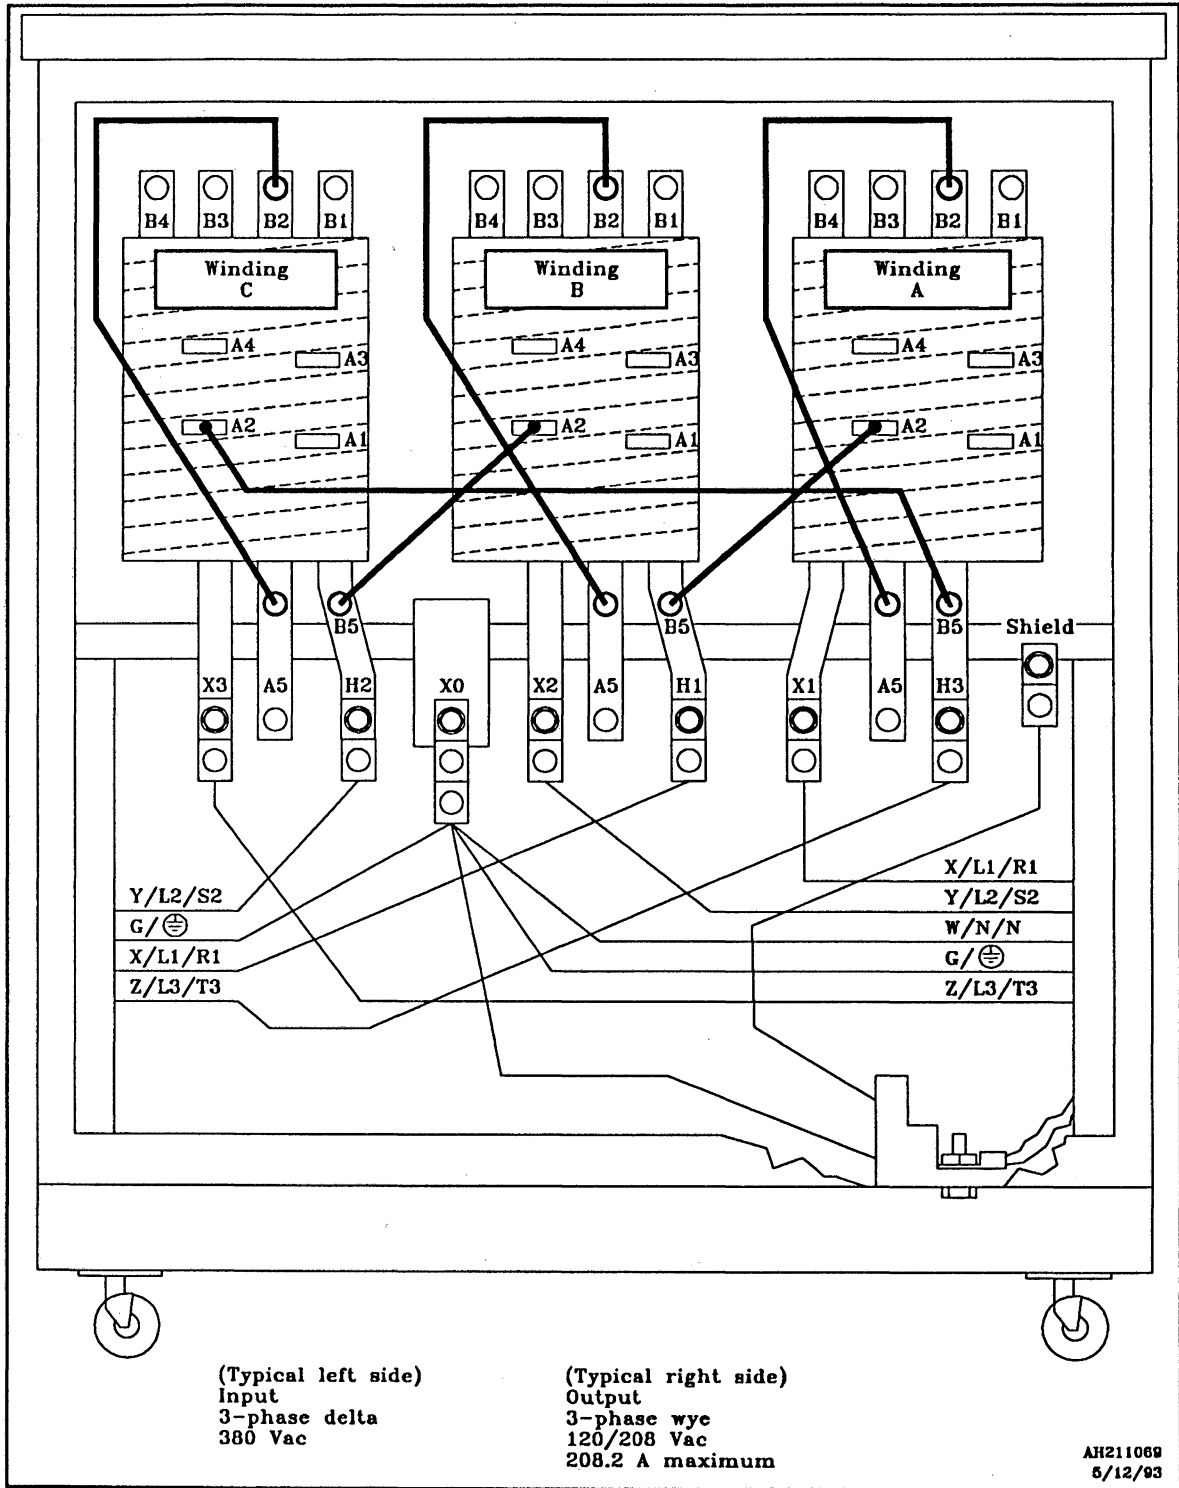 B4 B3 B2 B1 B4 B3 B2 B1 B4 B3 B2 B1
Winding
C
Winding
B
Winding
A
A4 A3 A4 A3 A4 A3
A2 A1 A2 A1 A2 A1
B5 B5 B5 Shield
X3 A5 H2 X0 X2 A5 H1 X1 A5 H3
Y/L2/S2
G/
X/L1/R1
Z/L3/T3
X/L1/R1
Y/L2/S2
W/N/N
G/
Z/L3/T3
(Typical left side)
Input
3-phase delta
380 Vac
(Typical right side)
Output
3-phase wye
120/208 Vac
208.2 A maximum
AH211069
5/12/93